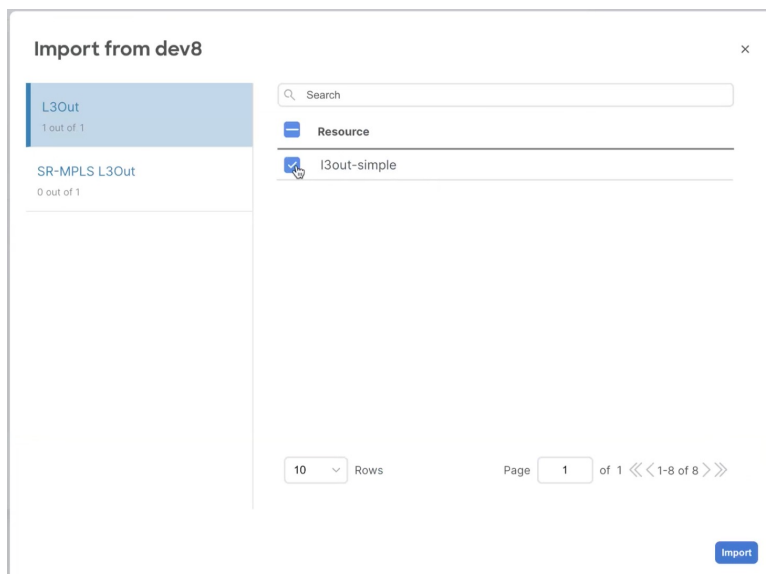 Import from dev8
L3Out
1 out of 1
SR-MPLS L3Out
0 out of 1
Search
Resource
l3out-simple
10 Rows Page 1 of 1 1-8 of 8
Import